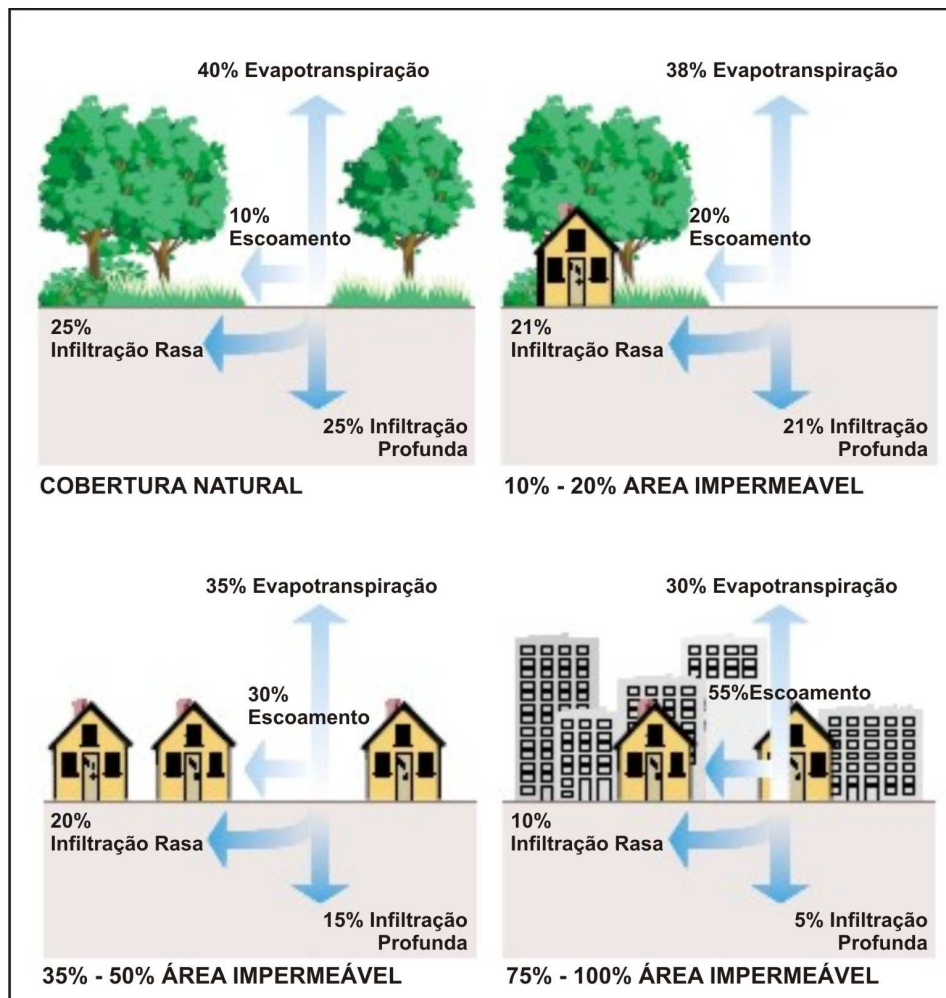 40% Evapotranspiração
10%
Escoamento
25%
Infiltração Rasa
25% Infiltração
Profunda
COBERTURA NATURAL
38% Evapotranspiração
20%
Escoamento
21%
Infiltração Rasa
21% Infiltração
Profunda
10% - 20% ÁREA IMPERMEÁVEL
35% Evapotranspiração
30%
Escoamento
20%
Infiltração Rasa
15% Infiltração
Profunda
35% - 50% ÁREA IMPERMEÁVEL
30% Evapotranspiração
55%Escoamento
10%
Infiltração Rasa
5% Infiltração
Profunda
75% - 100% ÁREA IMPERMEÁVEL